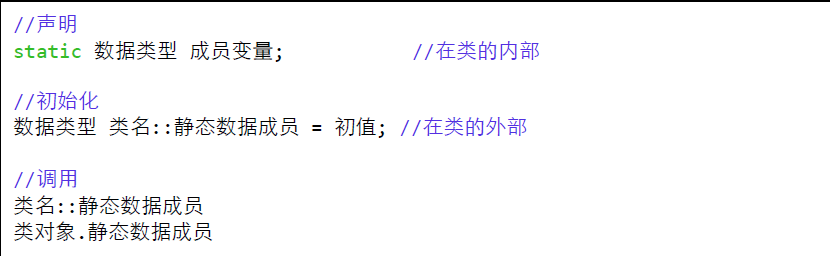 //声明
static 数据类型 成员变量; //在类的内部
//初始化
数据类型 类名::静态数据成员 = 初值; //在类的外部
//调用
类名::静态数据成员
类对象.静态数据成员